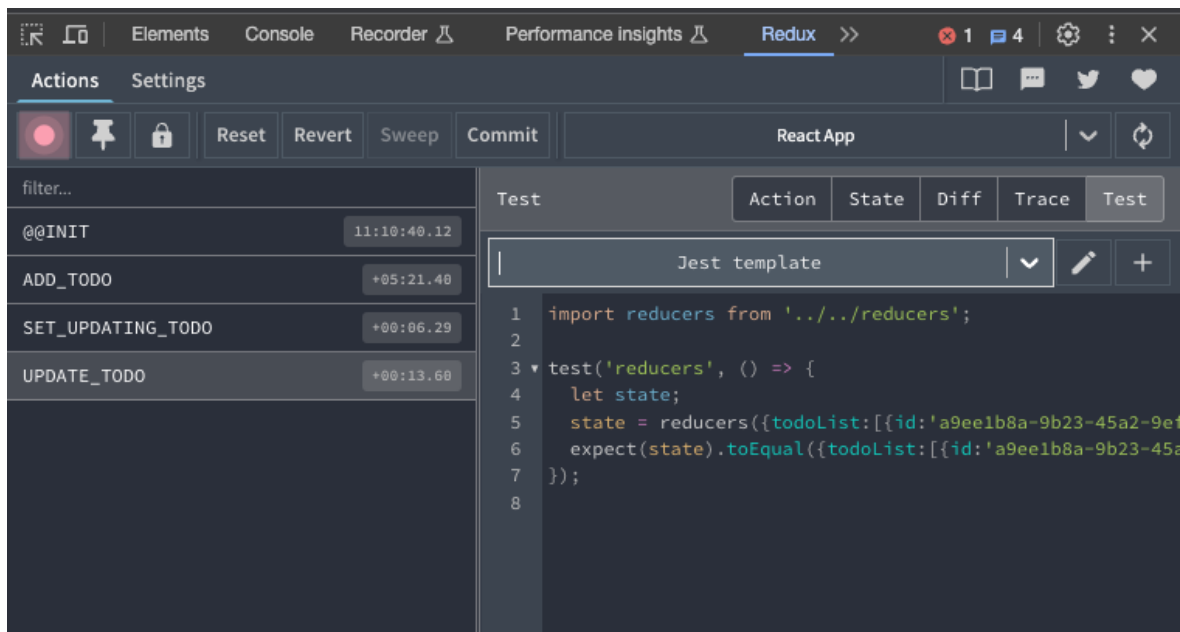 Elements Console Recorder Performance insights Redux >> 1 4
Actions Settings
Reset Revert Sweep Commit React App
filter...
@@INIT 11:10:40.12
ADD_TODO +05:21.40
SET_UPDATING_TODO +00:06.29
UPDATE_TODO +00:13.60
Test Action State Diff Trace Test
Jest template
1 import reducers from '../../reducers';
2
3 test('reducers', () => {
4 let state;
5 state = reducers({todoList:[{id:'a9ee1b8a-9b23-45a2-9ef
6 expect(state).toEqual({todoList:[{id:'a9ee1b8a-9b23-45a
7 });
8